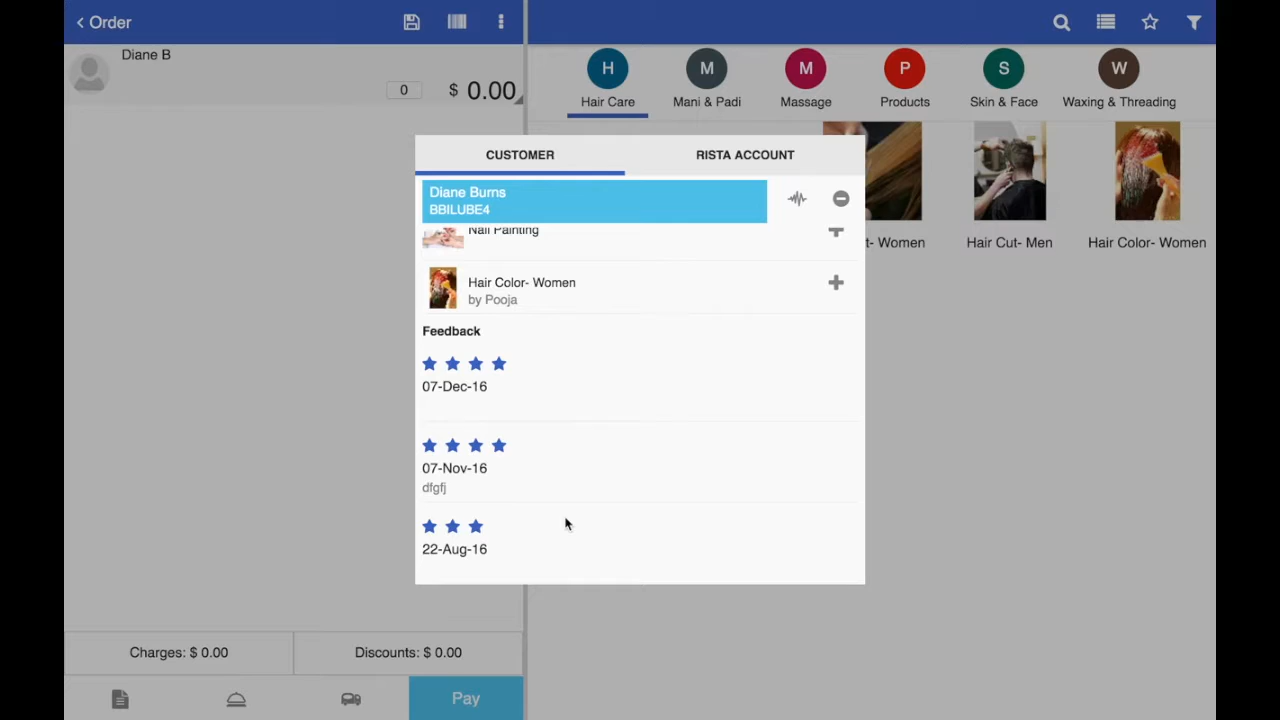 Order
Diane B
0
$ 0.00
H
M
M
P
S
W
Hair Care
Mani & Padi
Massage
Products
Skin & Face
Waxing & Threading
t- Women
Hair Cut- Men
Hair Color- Women
CUSTOMER
RISTA ACCOUNT
Diane Burns
BBILUBE4
Nail Painting
Hair Color- Women
by Pooja
Feedback
07-Dec-16
07-Nov-16
dfgfj
22-Aug-16
Charges: $ 0.00
Discounts: $ 0.00
Pay